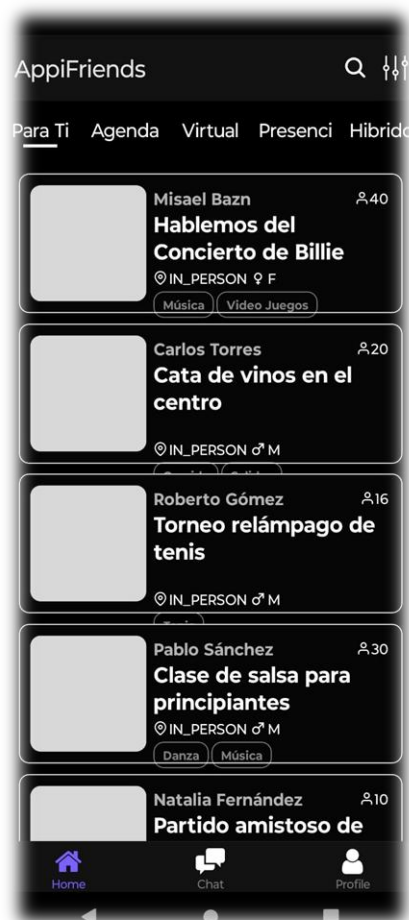 AppiFriends
Para Ti Agenda Virtual Presenci Hibrido
Misael Bazn 40
Hablemos del
Concierto de Billie
IN_PERSON ♀ F
Música Video Juegos
Carlos Torres 20
Cata de vinos en el
centro
IN_PERSON ♂ M
Roberto Gómez 16
Torneo relámpago de
tenis
IN_PERSON ♂ M
Pablo Sánchez 30
Clase de salsa para
principiantes
IN_PERSON ♂ M
Danza Música
Natalia Fernández 10
Partido amistoso de
Home Chat Profile